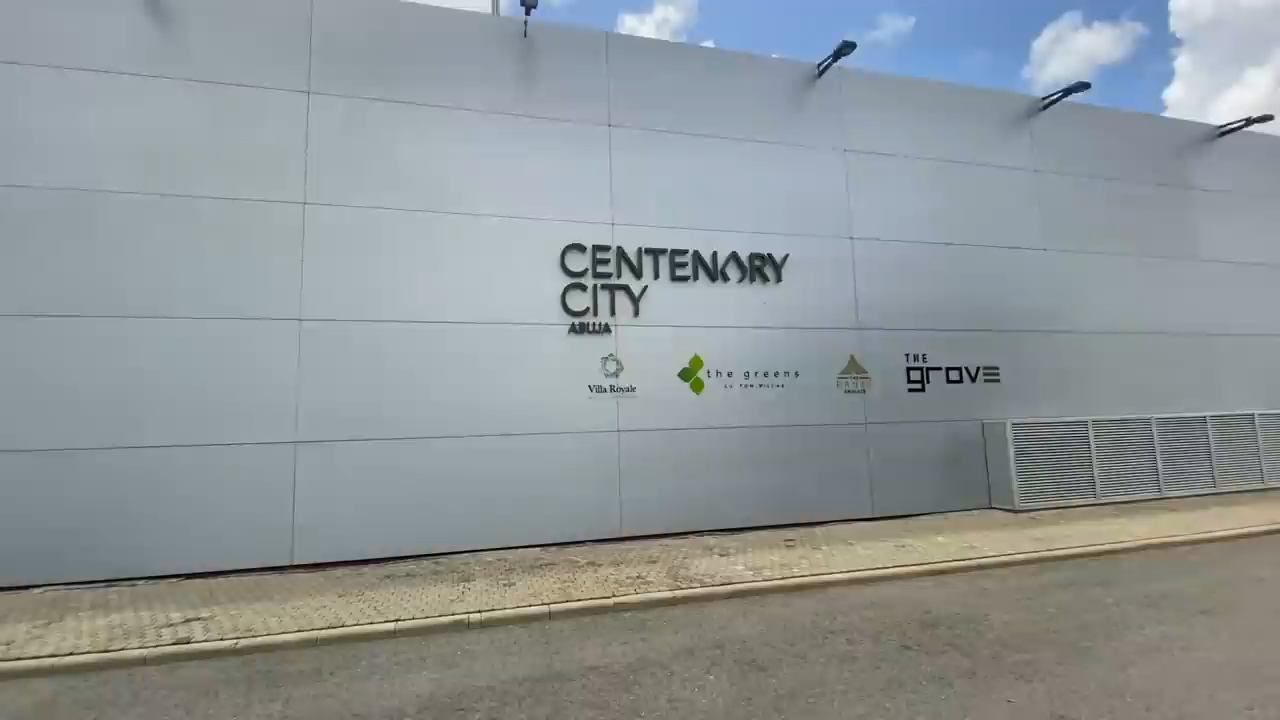 CENTENARY
CITY
ABUJA
Villa Royale
the greens
THE
grove